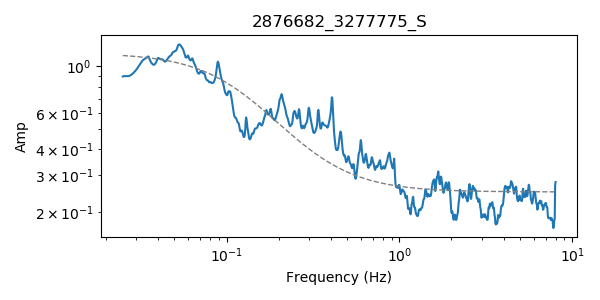 2876682_3277775_S
Amp
10⁰
6 × 10⁻¹
4 × 10⁻¹
3 × 10⁻¹
2 × 10⁻¹
10⁻¹ 10⁰ 10¹
Frequency (Hz)